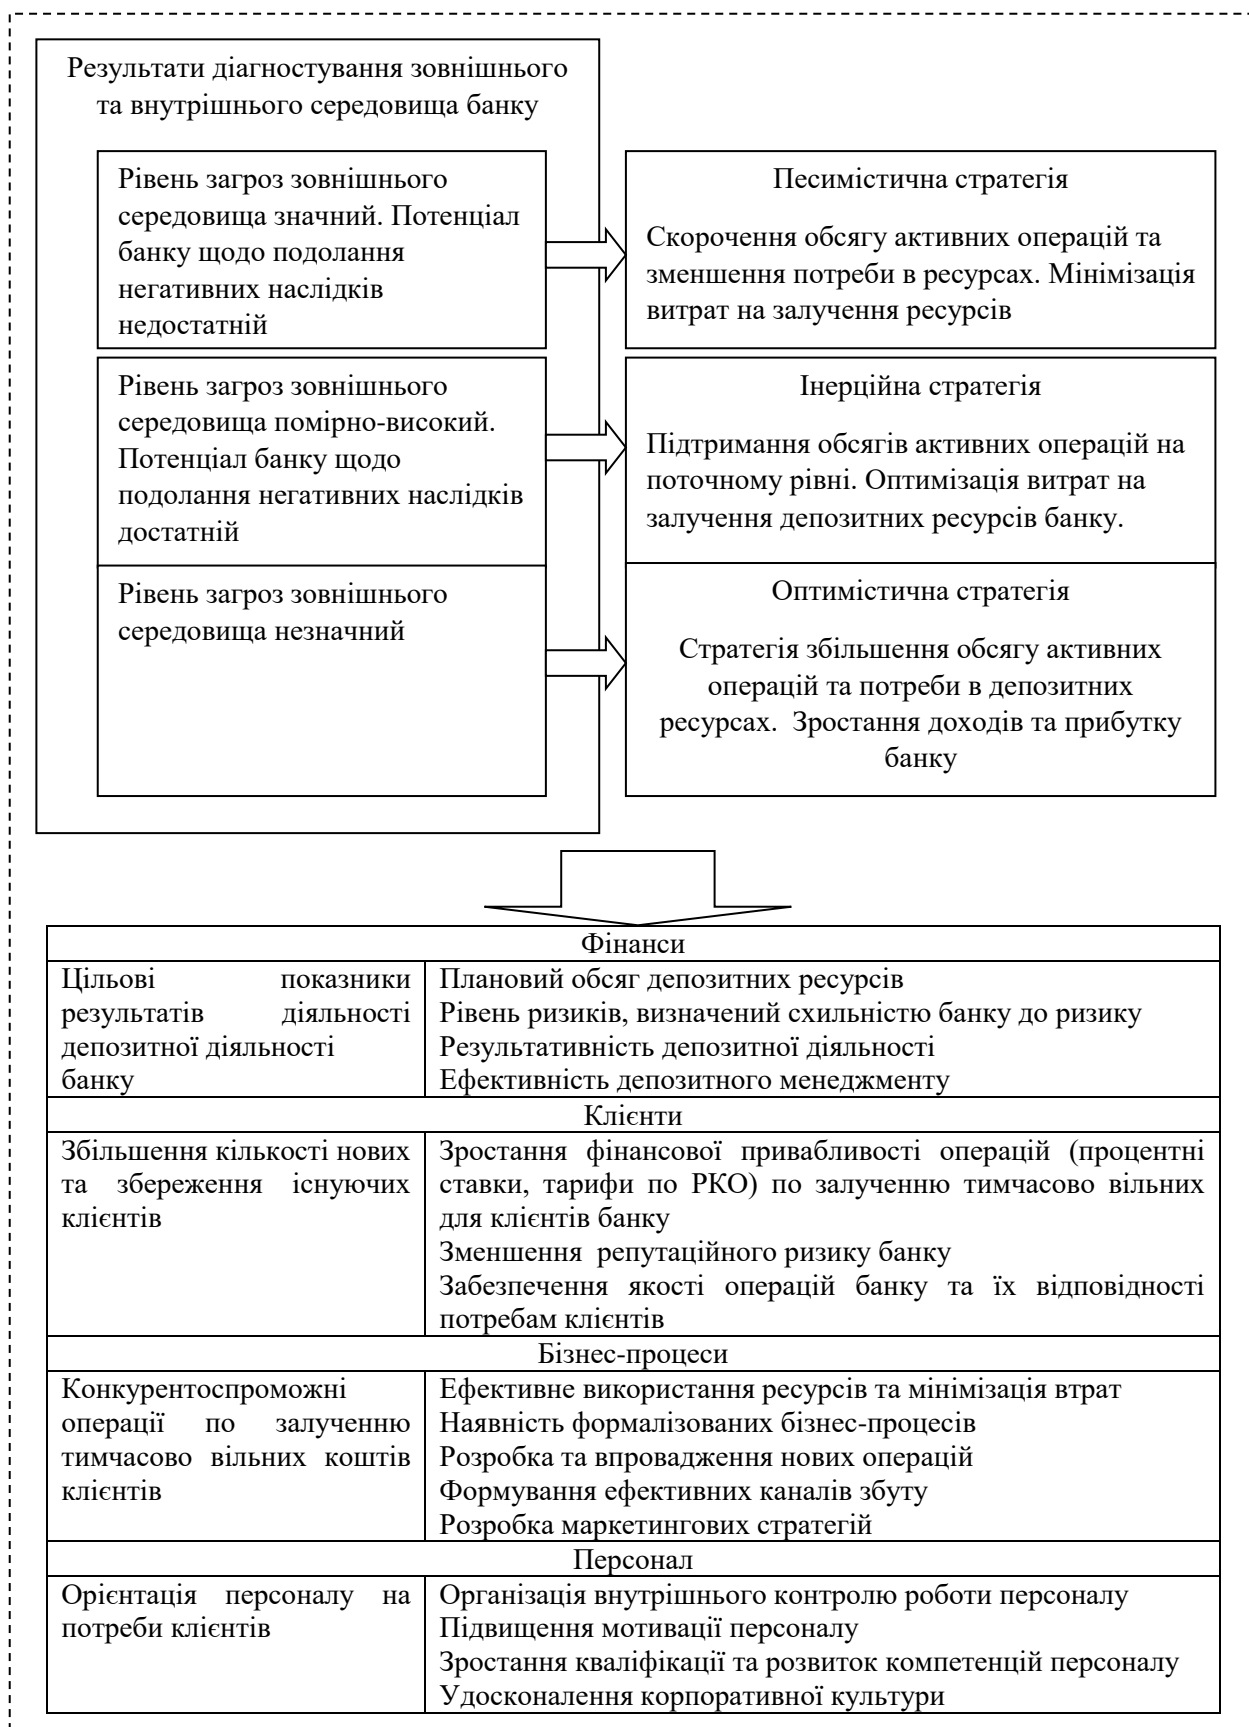 Результати діагностування зовнішнього
та внутрішнього середовища банку
Рівень загроз зовнішнього
середовища значний. Потенціал
банку щодо подолання
негативних наслідків
недостатній
Песимістична стратегія
Скорочення обсягу активних операцій та
зменшення потреби в ресурсах. Мінімізація
витрат на залучення ресурсів
Рівень загроз зовнішнього
середовища помірно-високий.
Потенціал банку щодо
подолання негативних наслідків
достатній
Інерційна стратегія
Підтримання обсягів активних операцій на
поточному рівні. Оптимізація витрат на
залучення депозитних ресурсів банку.
Рівень загроз зовнішнього
середовища незначний
Оптимістична стратегія
Стратегія збільшення обсягу активних
операцій та потреби в депозитних
ресурсах. Зростання доходів та прибутку
банку
Фінанси
Цільові показники
результатів діяльності
депозитної діяльності
банку
Плановий обсяг депозитних ресурсів
Рівень ризиків, визначений схильністю банку до ризику
Результативність депозитної діяльності
Ефективність депозитного менеджменту
Клієнти
Збільшення кількості нових
та збереження існуючих
клієнтів
Зростання фінансової привабливості операцій (процентні
ставки, тарифи по РКО) по залученню тимчасово вільних
для клієнтів банку
Зменшення репутаційного ризику банку
Забезпечення якості операцій банку та їх відповідності
потребам клієнтів
Бізнес-процеси
Конкурентоспроможні
операції по залученню
тимчасово вільних коштів
клієнтів
Ефективне використання ресурсів та мінімізація втрат
Наявність формалізованих бізнес-процесів
Розробка та впровадження нових операцій
Формування ефективних каналів збуту
Розробка маркетингових стратегій
Персонал
Орієнтація персоналу на
потреби клієнтів
Організація внутрішнього контролю роботи персоналу
Підвищення мотивації персоналу
Зростання кваліфікації та розвиток компетенцій персоналу
Удосконалення корпоративної культури